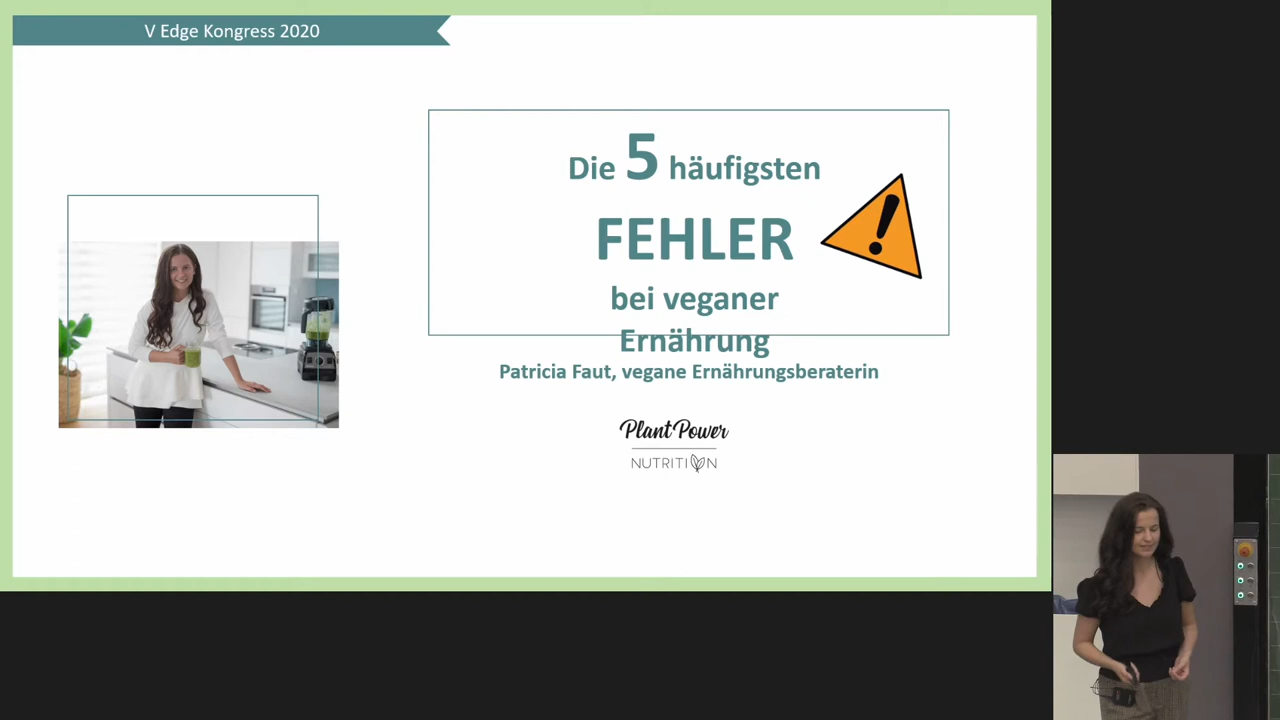 V Edge Kongress 2020
Die 5 häufigsten
FEHLER
bei veganer
Ernährung
Patricia Faut, vegane Ernährungsberaterin
Plant Power
NUTRITION